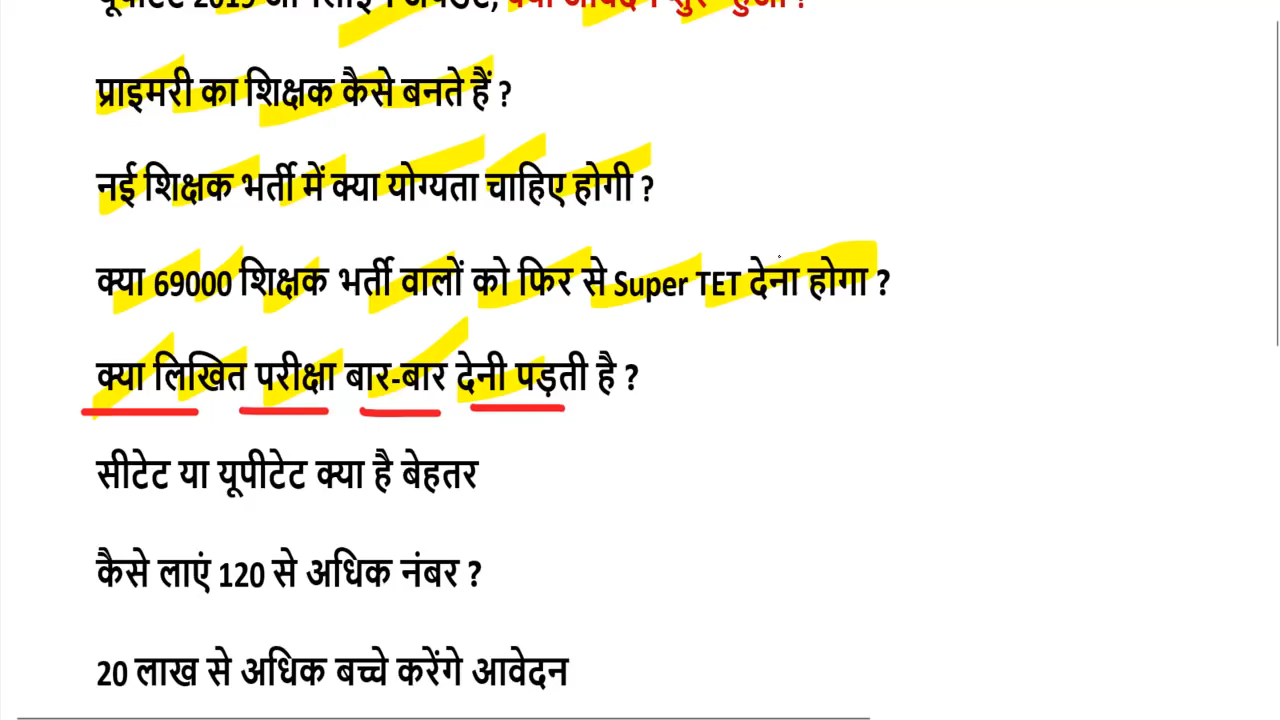 2019
प्राइमरी का शिक्षक कैसे बनते हैं ?
नई शिक्षक भर्ती में क्या योग्यता चाहिए होगी ?
क्या 69000 शिक्षक भर्ती वालों को फिर से Super TET देना होगा ?
क्या लिखित परीक्षा बार-बार देनी पड़ती है ?
सीटेट या यूपीटेट क्या है बेहतर
कैसे लाएं 120 से अधिक नंबर ?
20 लाख से अधिक बच्चे करेंगे आवेदन